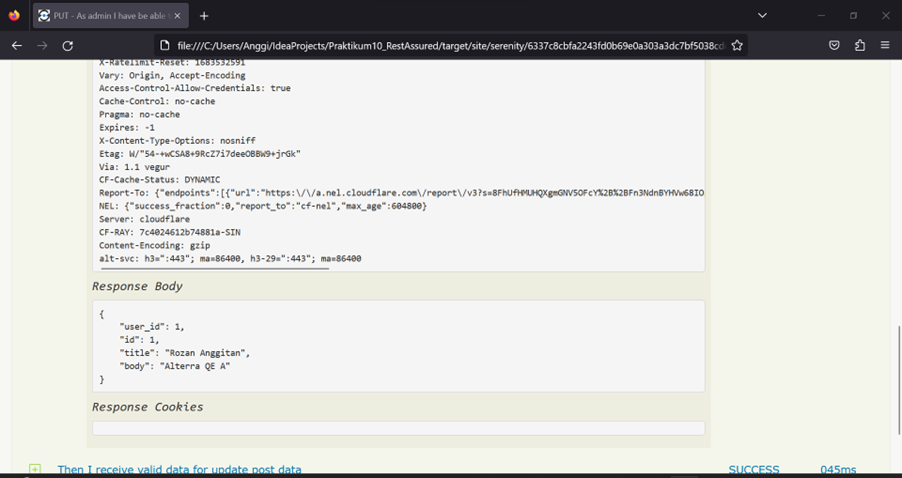 PUT - As admin I have be able t
file:///C:/Users/Anggi/IdeaProjects/Praktikum10_RestAssured/target/site/serenity/6337c8cbfa2243fd0b69e0a303a3dc7bf5038cd
X-Ratelimit-Reset: 1683532591
Vary: Origin, Accept-Encoding
Access-Control-Allow-Credentials: true
Cache-Control: no-cache
Pragma: no-cache
Expires: -1
X-Content-Type-Options: nosniff
Etag: W/"54-+wCSA8+9RcZ7i7deeOBBW9+jrGk"
Via: 1.1 vegur
CF-Cache-Status: DYNAMIC
Report-To: {"endpoints":[{"url":"https:\/\/a.nel.cloudflare.com\/report\/v3?s=8FhUfHMUHQXgmGNV5OFcY%2B%2BFn3NdnBYHVw68IO
NEL: {"success_fraction":0,"report_to":"cf-nel","max_age":604800}
Server: cloudflare
CF-RAY: 7c4024612b74881a-SIN
Content-Encoding: gzip
alt-svc: h3=":443"; ma=86400, h3-29=":443"; ma=86400
Response Body
{
"user_id": 1,
"id": 1,
"title": "Rozan Anggitan",
"body": "Alterra QE A"
}
Response Cookies
Then I receive valid data for update post data SUCCESS 045ms